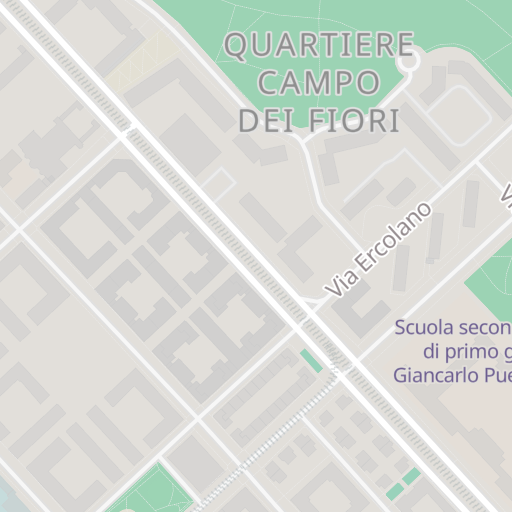 QUARTIERE
CAMPO
DEI FIORI
Via Ercolano
Scuola secon
di primo g
Giancarlo Pue